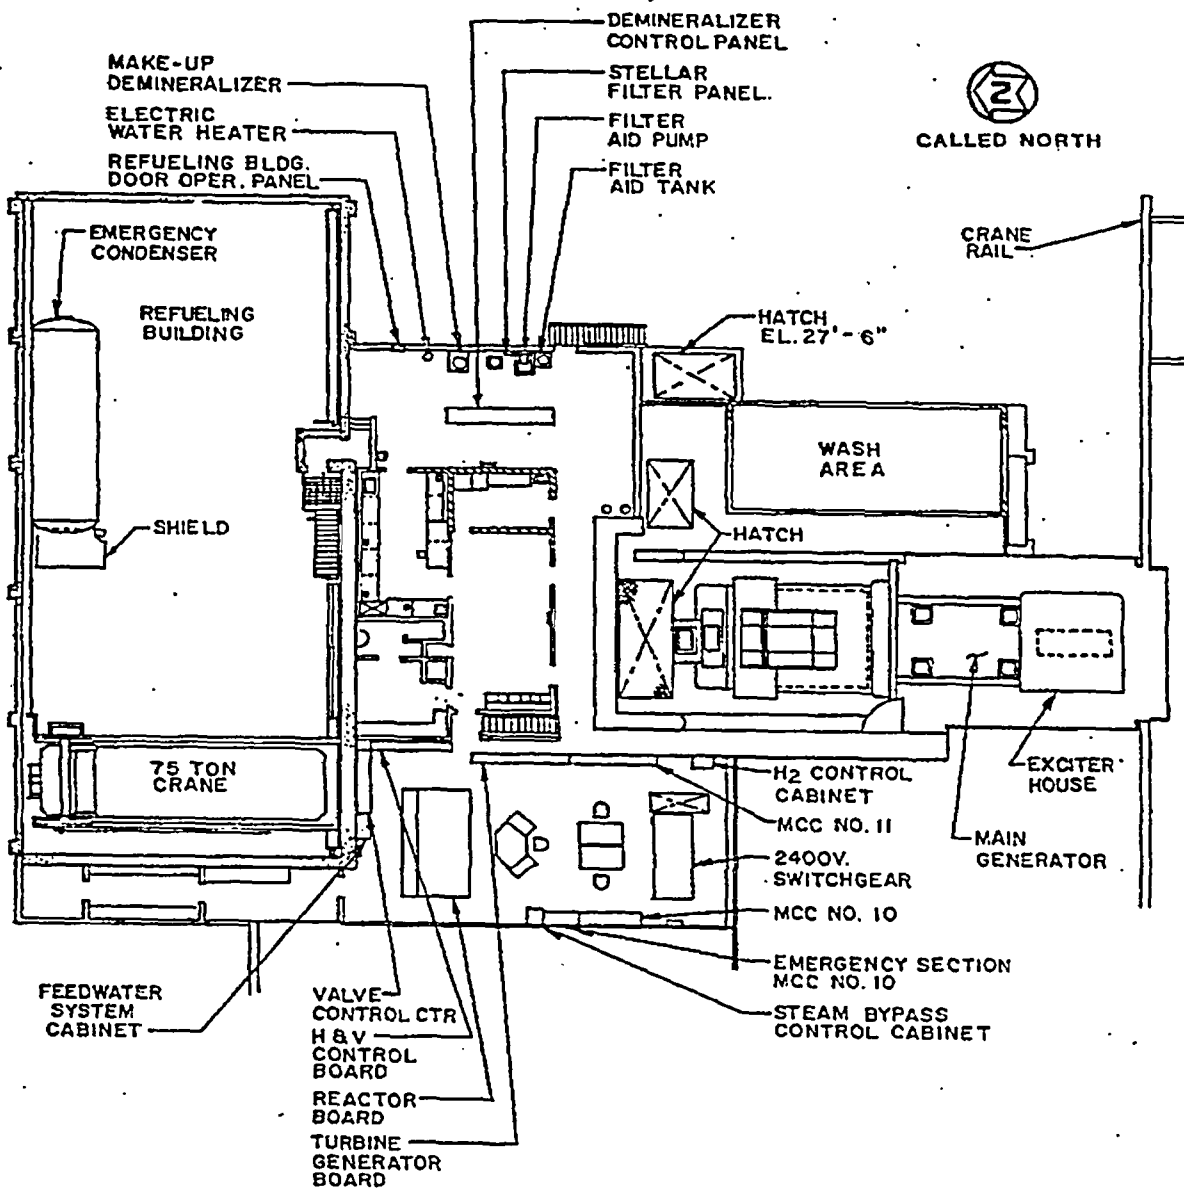 DEMINERALIZER
CONTROL PANEL
MAKE-UP
DEMINERALIZER
STELLAR
FILTER PANEL.
ELECTRIC
WATER HEATER
FILTER
AID PUMP
REFUELING BLDG.
DOOR OPER. PANEL
FILTER
AID TANK
N
CALLED NORTH
EMERGENCY
CONDENSER
CRANE
RAIL
REFUELING
BUILDING
HATCH
EL. 27'-6"
WASH
AREA
SHIELD
HATCH
75 TON
CRANE
H2 CONTROL
CABINET
EXCITER
HOUSE
MCC NO. 11
MAIN
GENERATOR
2400V.
SWITCHGEAR
MCC NO. 10
EMERGENCY SECTION
MCC NO. 10
STEAM BYPASS
CONTROL CABINET
FEEDWATER
SYSTEM
CABINET
VALVE
CONTROL CTR
H & V
CONTROL
BOARD
REACTOR
BOARD
TURBINE
GENERATOR
BOARD